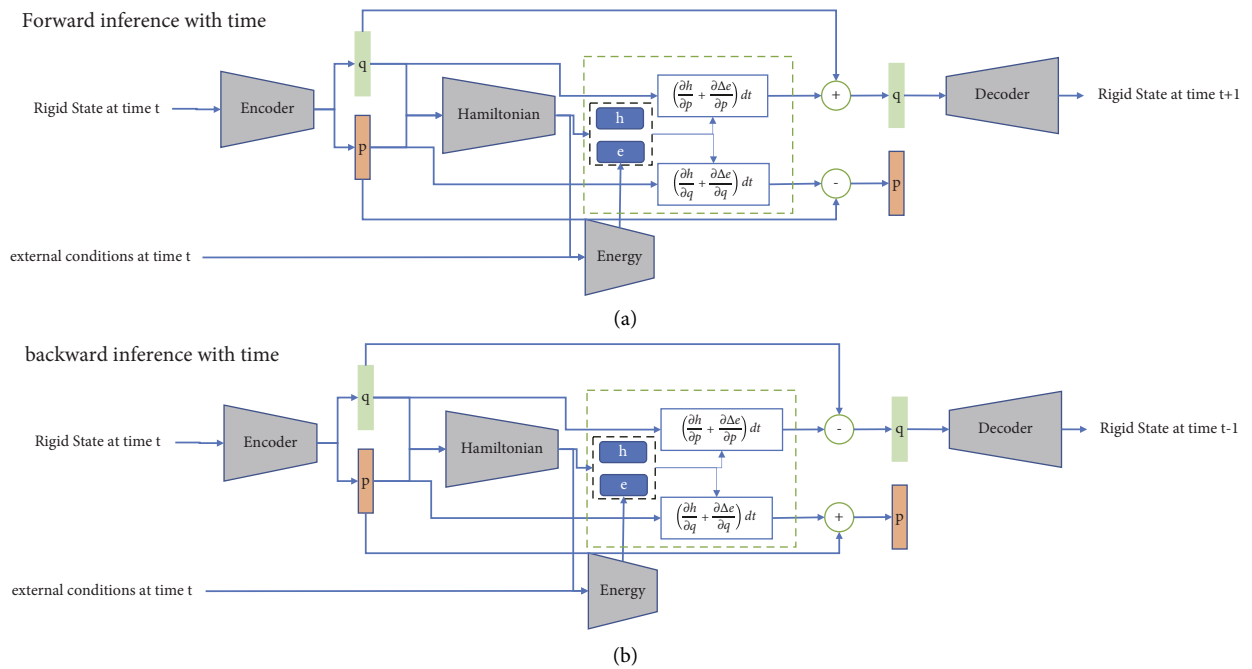 Forward inference with time
q
Rigid State at time t
Encoder
p
Hamiltonian
h
e
(∂h/∂p + ∂Δe/∂p) dt
(∂h/∂q + ∂Δe/∂q) dt
+
-
q
p
Decoder
Rigid State at time t+1
external conditions at time t
Energy
(a)
backward inference with time
q
Rigid State at time t
Encoder
p
Hamiltonian
h
e
(∂h/∂p + ∂Δe/∂p) dt
(∂h/∂q + ∂Δe/∂q) dt
-
+
q
p
Decoder
Rigid State at time t-1
external conditions at time t
Energy
(b)